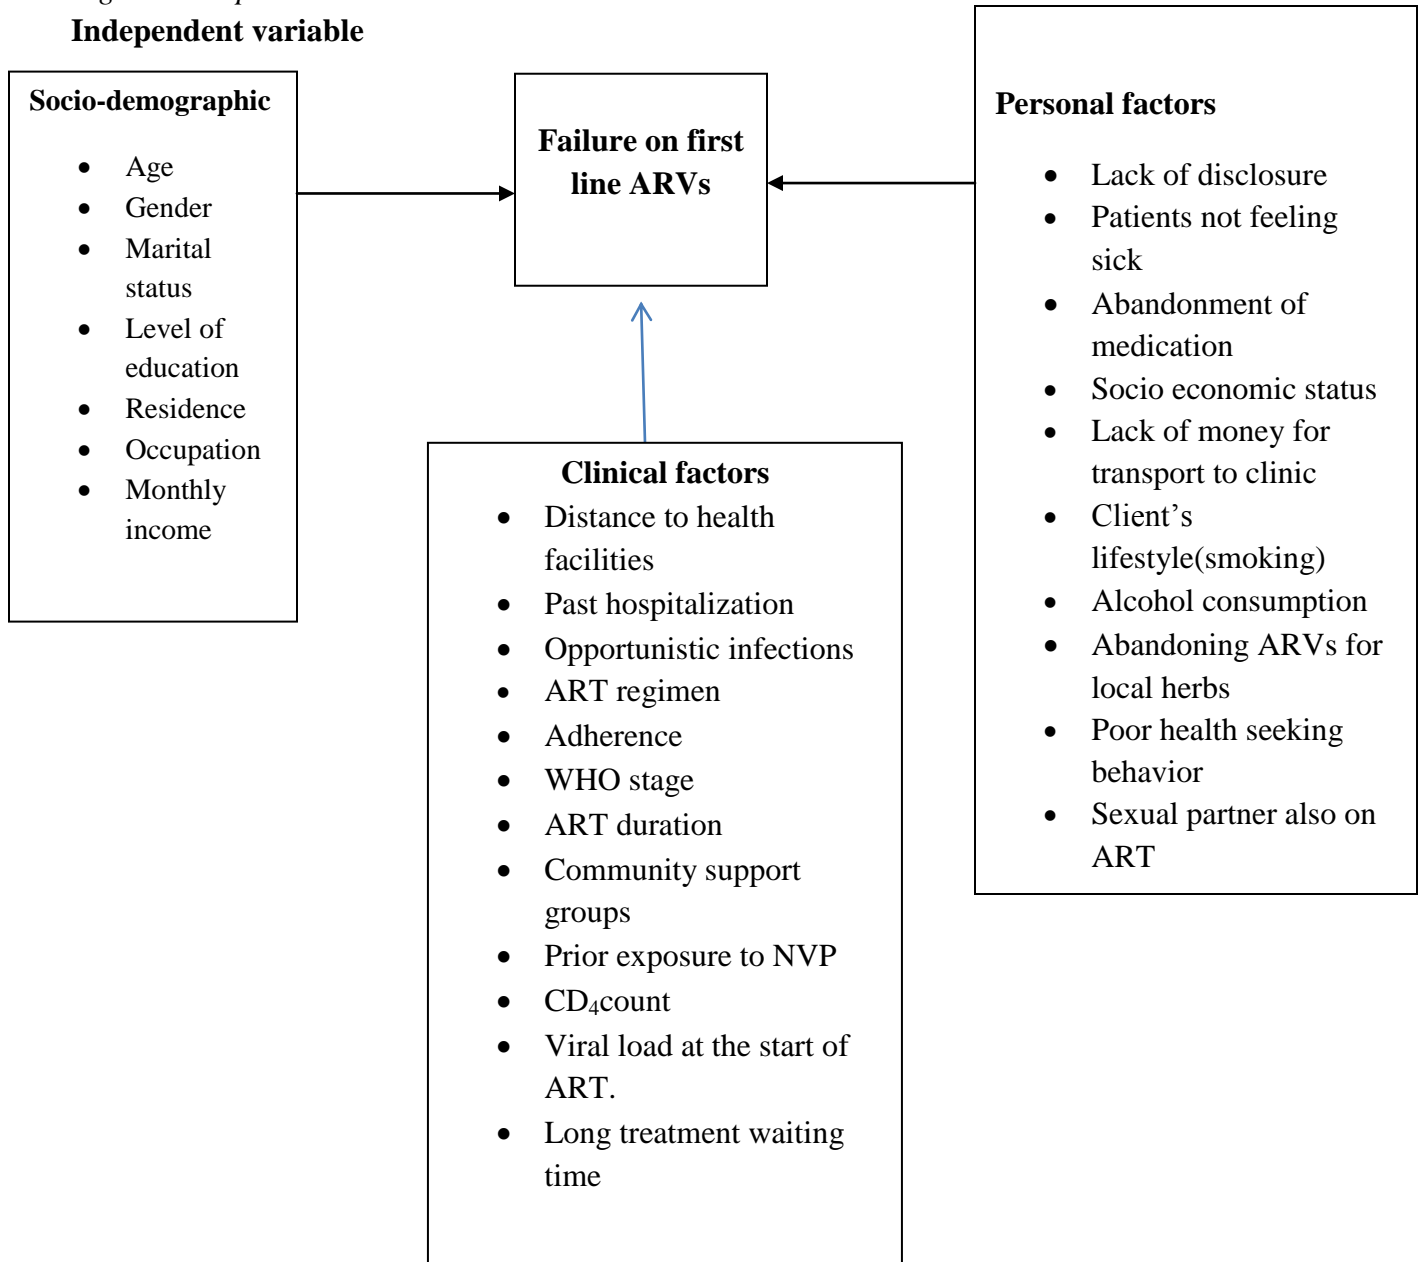 Independent variable
Socio-demographic
• Age
• Gender
• Marital
status
• Level of
education
• Residence
• Occupation
• Monthly
income
Failure on first
line ARVs
Personal factors
• Lack of disclosure
• Patients not feeling
sick
• Abandonment of
medication
• Socio economic status
• Lack of money for
transport to clinic
• Client’s
lifestyle(smoking)
• Alcohol consumption
• Abandoning ARVs for
local herbs
• Poor health seeking
behavior
• Sexual partner also on
ART
Clinical factors
• Distance to health
facilities
• Past hospitalization
• Opportunistic infections
• ART regimen
• Adherence
• WHO stage
• ART duration
• Community support
groups
• Prior exposure to NVP
• CD₄count
• Viral load at the start of
ART.
• Long treatment waiting
time